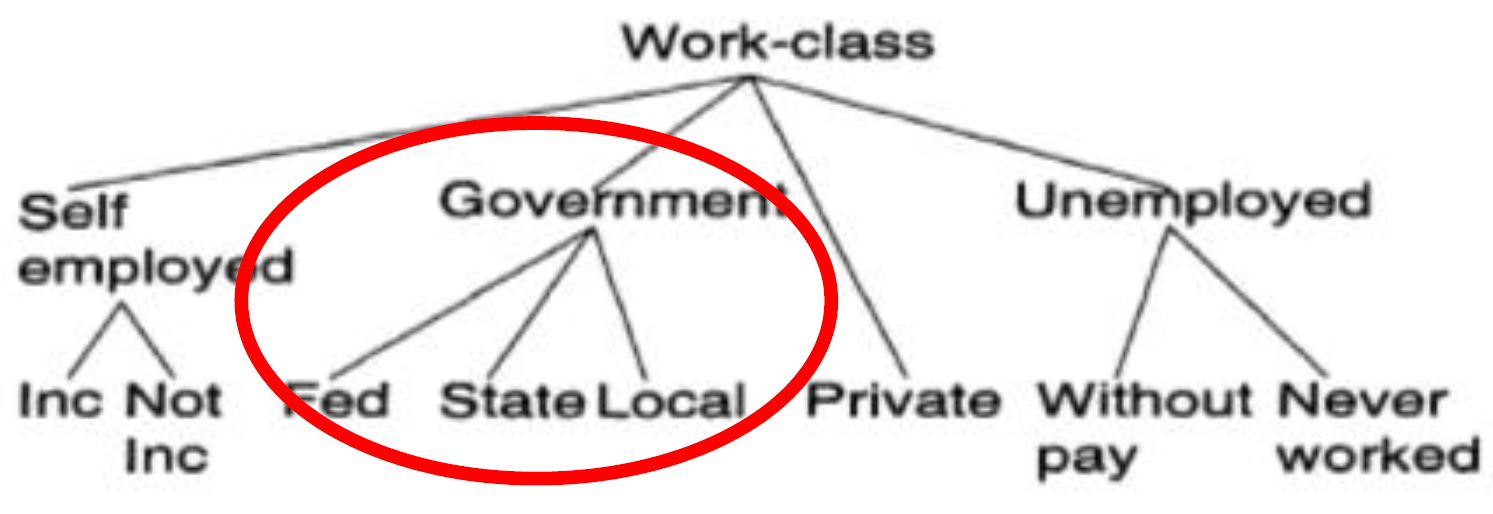 Work-class
Self
employed
Government
Unemployed
Inc
Not
Inc
Fed
State
Local
Private
Without
pay
Never
worked